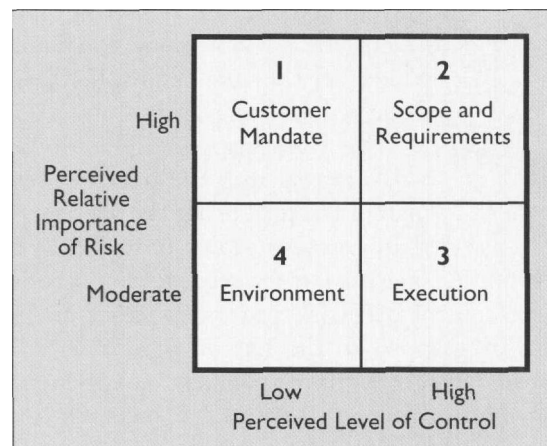 1
Customer
Mandate
2
Scope and
Requirements
High
Perceived
Relative
Importance
of Risk
4
Environment
3
Execution
Moderate
Low
High
Perceived Level of Control